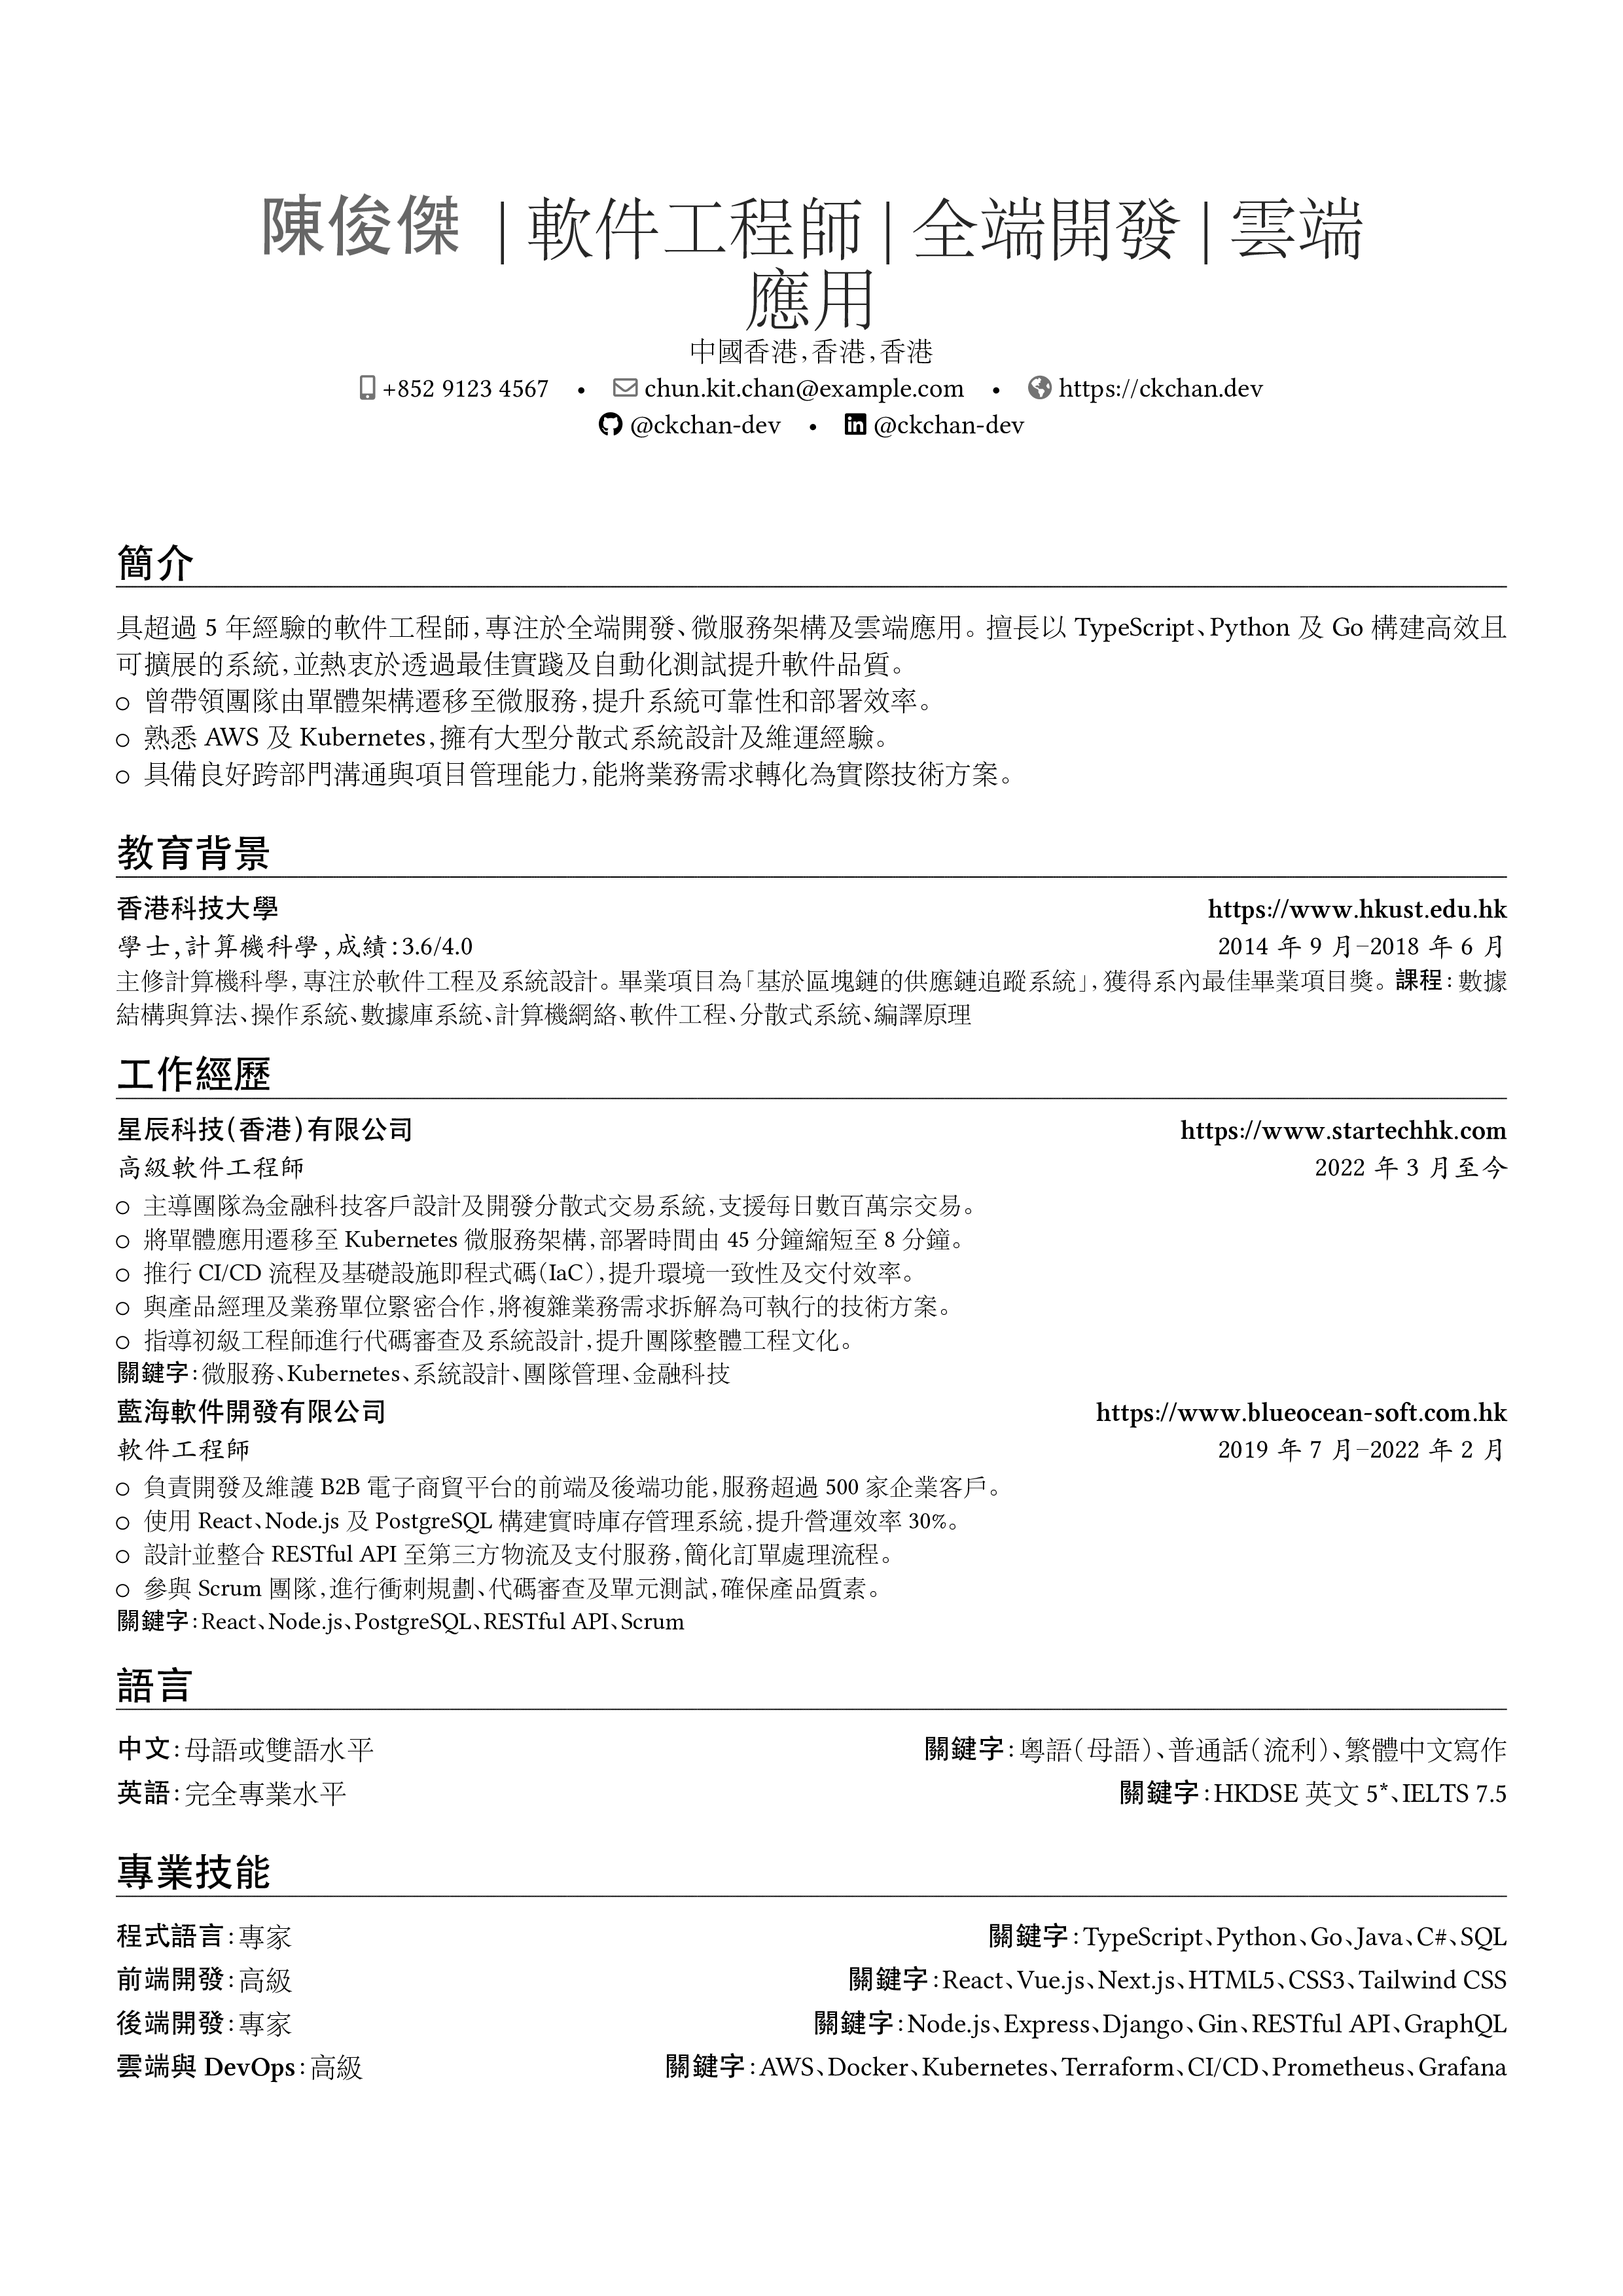 陳俊傑 | 軟件工程師 | 全端開發 | 雲端
應用
中國香港,香港,香港
+852 9123 4567 • chun.kit.chan@example.com • https://ckchan.dev
@ckchan-dev • @ckchan-dev
簡介
具超過 5 年經驗的軟件工程師,專注於全端開發、微服務架構及雲端應用。擅長以 TypeScript、Python 及 Go 構建高效且
可擴展的系統,並熱衷於透過最佳實踐及自動化測試提升軟件品質。
○ 曾帶領團隊由單體架構遷移至微服務,提升系統可靠性和部署效率。
○ 熟悉 AWS 及 Kubernetes,擁有大型分散式系統設計及維運經驗。
○ 具備良好跨部門溝通與項目管理能力,能將業務需求轉化為實際技術方案。
教育背景
香港科技大學 https://www.hkust.edu.hk
學士,計算機科學,成績:3.6/4.0 2014 年 9 月–2018 年 6 月
主修計算機科學,專注於軟件工程及系統設計。畢業項目為「基於區塊鏈的供應鏈追蹤系統」,獲得系內最佳畢業項目獎。課程:數據
結構與算法、操作系統、數據庫系統、計算機網絡、軟件工程、分散式系統、編譯原理
工作經歷
星辰科技(香港)有限公司 https://www.startechhk.com
高級軟件工程師 2022 年 3 月至今
○ 主導團隊為金融科技客戶設計及開發分散式交易系統,支援每日數百萬宗交易。
○ 將單體應用遷移至 Kubernetes 微服務架構,部署時間由 45 分鐘縮短至 8 分鐘。
○ 推行 CI/CD 流程及基礎設施即程式碼(IaC),提升環境一致性及交付效率。
○ 與產品經理及業務單位緊密合作,將複雜業務需求拆解為可執行的技術方案。
○ 指導初級工程師進行代碼審查及系統設計,提升團隊整體工程文化。
關鍵字:微服務、Kubernetes、系統設計、團隊管理、金融科技
藍海軟件開發有限公司 https://www.blueocean-soft.com.hk
軟件工程師 2019 年 7 月–2022 年 2 月
○ 負責開發及維護 B2B 電子商貿平台的前端及後端功能,服務超過 500 家企業客戶。
○ 使用 React、Node.js 及 PostgreSQL 構建實時庫存管理系統,提升營運效率 30%。
○ 設計並整合 RESTful API 至第三方物流及支付服務,簡化訂單處理流程。
○ 參與 Scrum 團隊,進行衝刺規劃、代碼審查及單元測試,確保產品質素。
關鍵字:React、Node.js、PostgreSQL、RESTful API、Scrum
語言
中文:母語或雙語水平 關鍵字:粵語(母語)、普通話(流利)、繁體中文寫作
英語:完全專業水平 關鍵字:HKDSE 英文 5*、IELTS 7.5
專業技能
程式語言:專家 關鍵字:TypeScript、Python、Go、Java、C#、SQL
前端開發:高級 關鍵字:React、Vue.js、Next.js、HTML5、CSS3、Tailwind CSS
後端開發:專家 關鍵字:Node.js、Express、Django、Gin、RESTful API、GraphQL
雲端與 DevOps:高級 關鍵字:AWS、Docker、Kubernetes、Terraform、CI/CD、Prometheus、Grafana